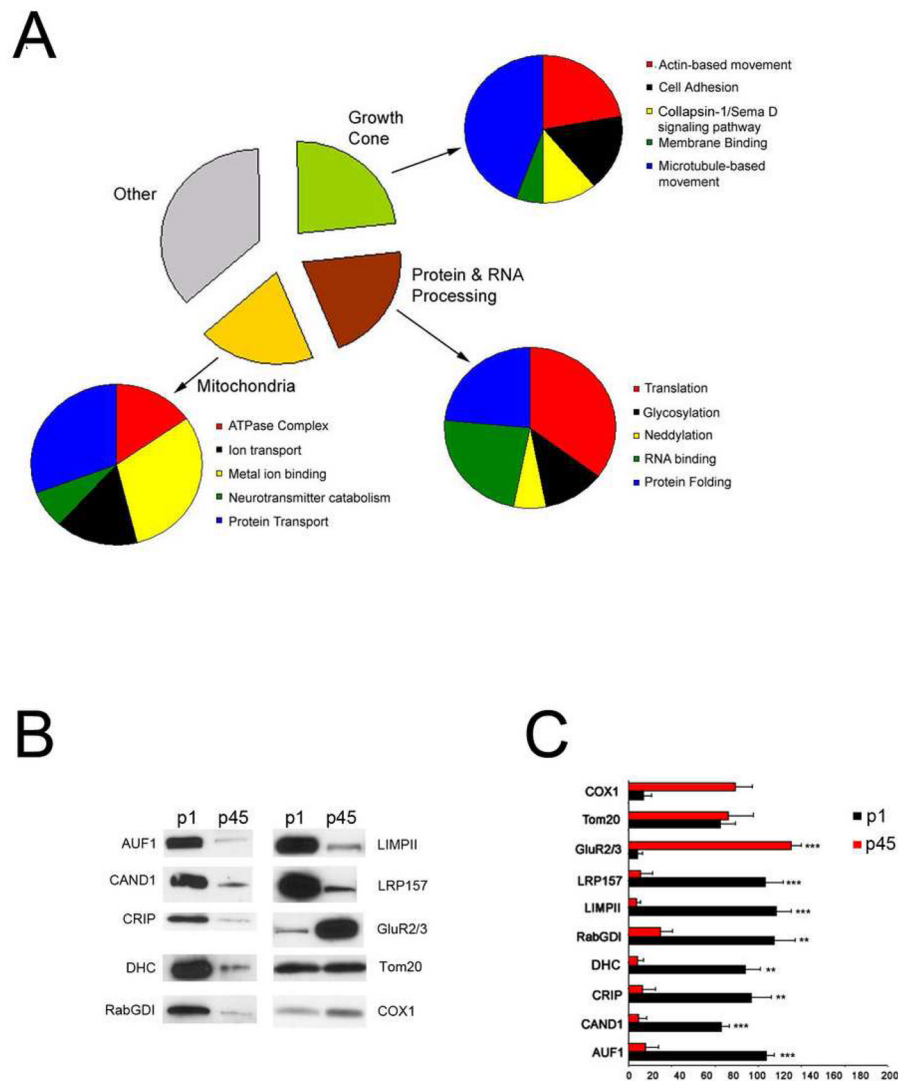 A
Growth
Cone
Actin-based movement
Cell Adhesion
Collapsin-1/Sema D
signaling pathway
Membrane Binding
Microtubule-based
movement
Other
Protein & RNA
Processing
Mitochondria
ATPase Complex
Ion transport
Metal ion binding
Neurotransmitter catabolism
Protein Transport
Translation
Glycosylation
Neddylation
RNA binding
Protein Folding
B
p1 p45 p1 p45
AUF1 LIMPII
CAND1 LRP157
CRIP GluR2/3
DHC Tom20
RabGDI COX1
C
COX1
Tom20
GluR2/3 ***
LRP157 ***
LIMPII ***
RabGDI **
DHC **
CRIP **
CAND1 ***
AUF1 ***
p1
p45
0 20 40 60 80 100 120 140 160 180 200